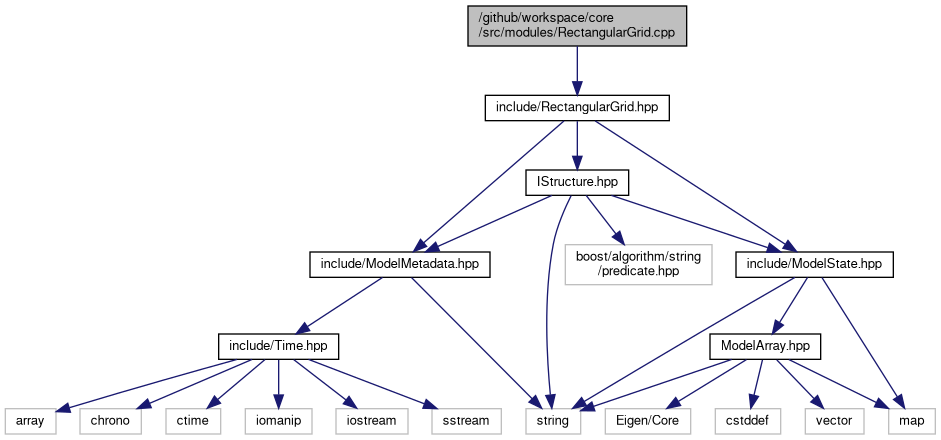 /github/workspace/core
/src/modules/RectangularGrid.cpp
include/RectangularGrid.hpp
IStructure.hpp
include/ModelMetadata.hpp
boost/algorithm/string
/predicate.hpp
include/ModelState.hpp
include/Time.hpp
ModelArray.hpp
array
chrono
ctime
iomanip
iostream
sstream
string
Eigen/Core
cstddef
vector
map